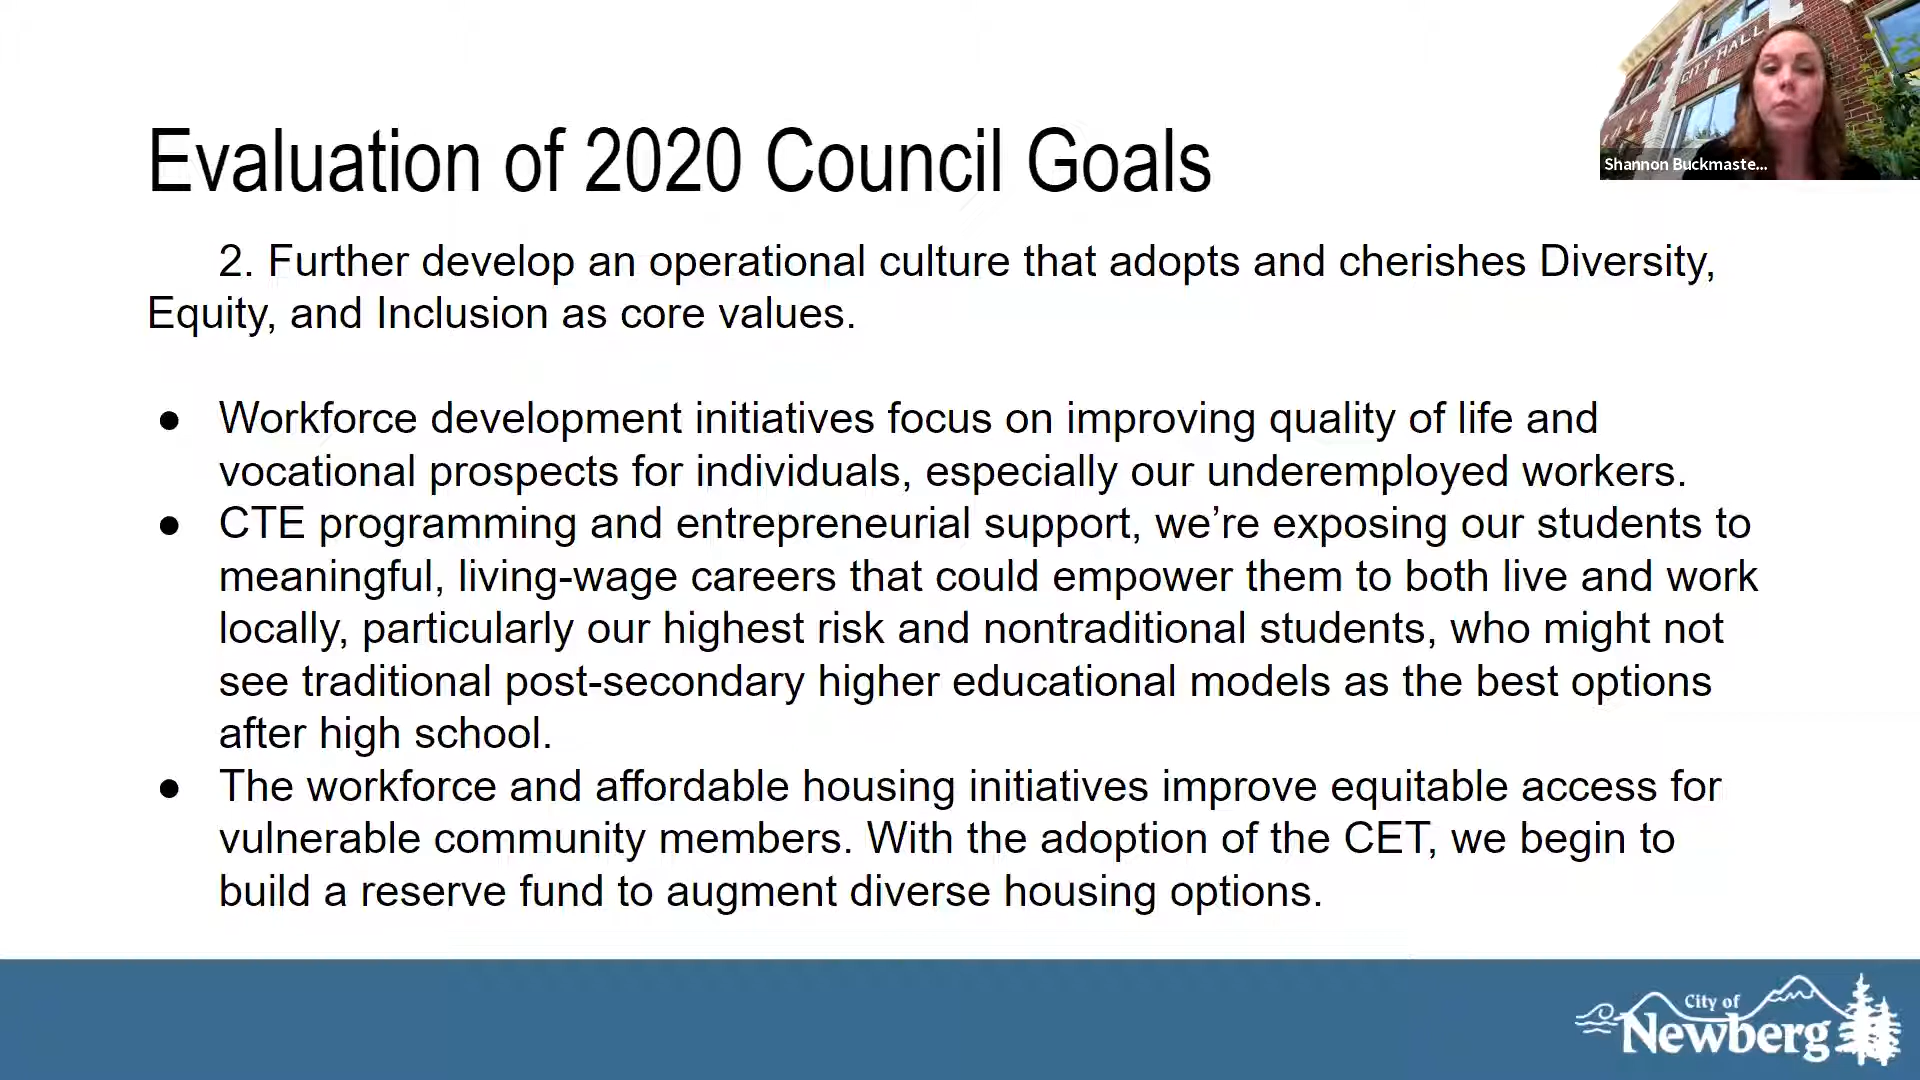 Evaluation of 2020 Council Goals
CITY HALL
Shannon Buckmaste...
2. Further develop an operational culture that adopts and cherishes Diversity,
Equity, and Inclusion as core values.
● Workforce development initiatives focus on improving quality of life and
vocational prospects for individuals, especially our underemployed workers.
● CTE programming and entrepreneurial support, we’re exposing our students to
meaningful, living-wage careers that could empower them to both live and work
locally, particularly our highest risk and nontraditional students, who might not
see traditional post-secondary higher educational models as the best options
after high school.
● The workforce and affordable housing initiatives improve equitable access for
vulnerable community members. With the adoption of the CET, we begin to
build a reserve fund to augment diverse housing options.
City of
Newberg